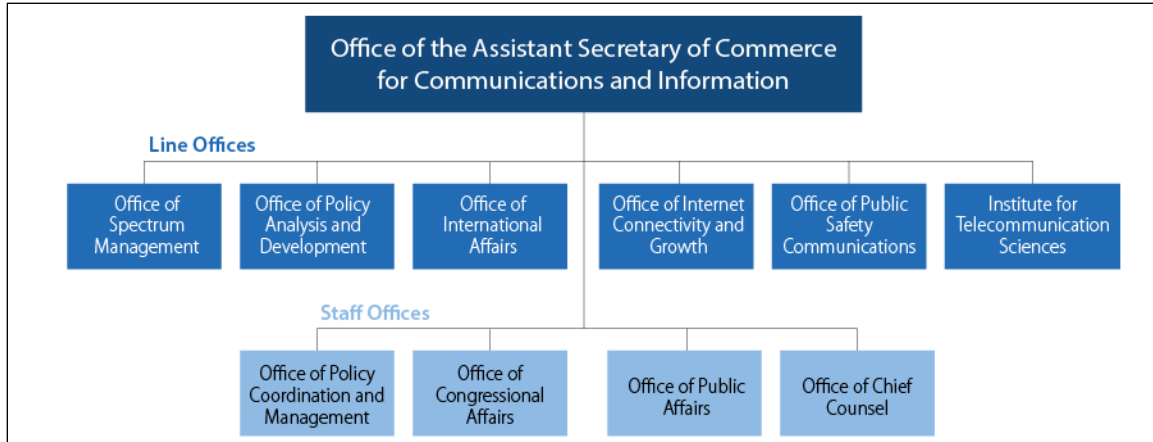 Office of the Assistant Secretary of Commerce
for Communications and Information
Line Offices
Office of
Spectrum
Management
Office of Policy
Analysis and
Development
Office of
International
Affairs
Office of Internet
Connectivity and
Growth
Office of Public
Safety
Communications
Institute for
Telecommunication
Sciences
Staff Offices
Office of Policy
Coordination and
Management
Office of
Congressional
Affairs
Office of Public
Affairs
Office of Chief
Counsel